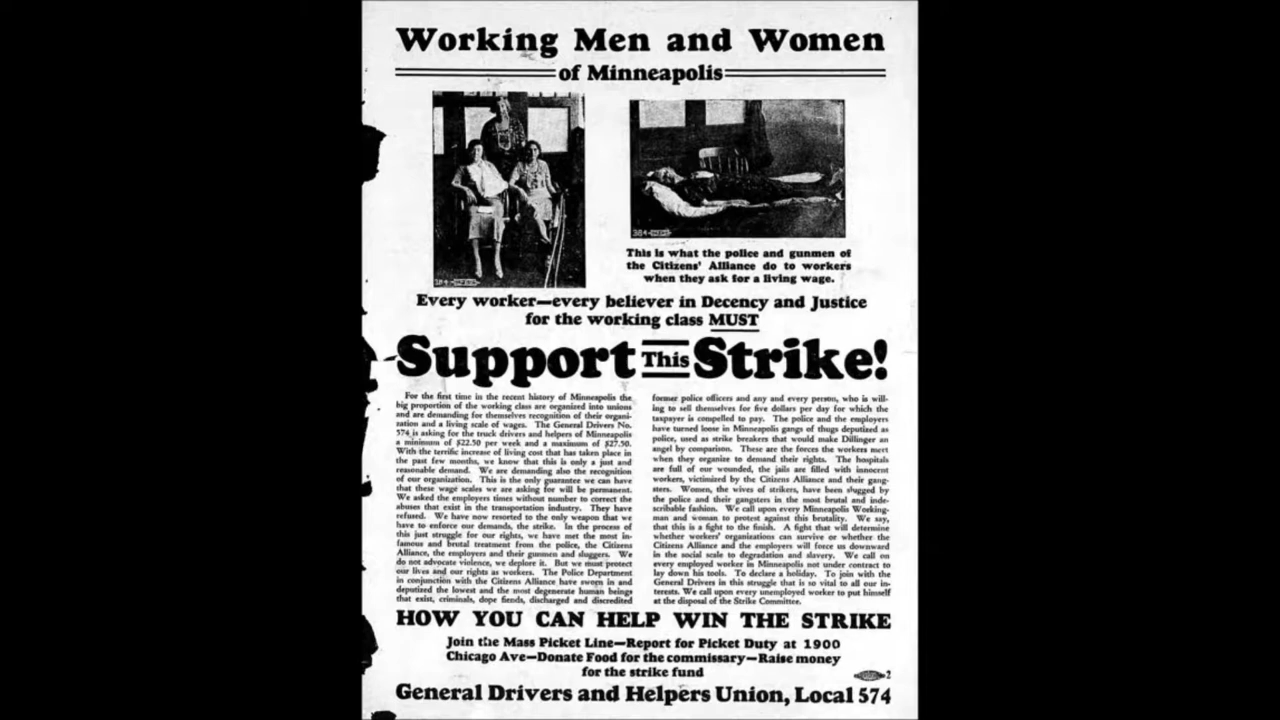 Working Men and Women
of Minneapolis
This is what the police and gunmen of
the Citizens' Alliance do to workers
when they ask for a living wage.
Every worker—every believer in Decency and Justice
for the working class MUST
Support This Strike!
For the first time in the recent history of Minneapolis the
big proportion of the working class are organized into unions
and are demanding for themselves recognition of their organi-
zation and a living scale of wages. The General Drivers No.
574 is asking for the truck drivers and helpers of Minneapolis
a minimum of $22.50 per week and a maximum of $27.50.
With the terrific increase of living cost that has taken place in
the past few months, we know that this is only a just and
reasonable demand. We are demanding also the recognition
of our organization. This is the only guarantee we can have
that these wage scales we are asking for will be permanent.
We asked the employers times without number to correct the
abuses that exist in the transportation industry. They have
refused. We have now resorted to the only weapon that we
have to enforce our demands, the strike. In the process of
this just struggle for our rights, we have met the most in-
famous and brutal treatment from the police, the Citizens
Alliance, the employers and their gunmen and sluggers. We
do not advocate violence, we deplore it. But we must protect
our lives and our rights as workers. The Police Department
in conjunction with the Citizens Alliance have sworn in and
deputized the lowest and the most degenerate human beings
that exist, criminals, dope fiends, discharged and discredited
former police officers and any and every person, who is will-
ing to sell themselves for five dollars per day for which the
taxpayer is compelled to pay. The police and the employers
have turned loose in Minneapolis gangs of thugs deputized as
police, used as strike breakers that would make Dillinger an
angel by comparison. These are the forces the workers meet
when they organize to demand their rights. The hospitals
are full of our wounded, the jails are filled with innocent
workers, victimized by the Citizens Alliance and their gang-
sters. Women, the wives of strikers, have been slugged by
the police and their gangsters in the most brutal and inde-
scribable fashion. We call upon every Minneapolis Working-
man and woman to protest against this brutality. We say,
that this is a fight to the finish. A fight that will determine
whether workers' organizations can survive or whether the
Citizens Alliance and the employers will force us downward
in the social scale to degradation and slavery. We call on
every employed worker in Minneapolis not under contract to
lay down his tools. To declare a holiday. To join with the
General Drivers in this struggle that is so vital to all our in-
terests. We call upon every unemployed worker to put himself
at the disposal of the Strike Committee.
HOW YOU CAN HELP WIN THE STRIKE
Join the Mass Picket Line—Report for Picket Duty at 1900
Chicago Ave—Donate Food for the commissary—Raise money
for the strike fund
2
General Drivers and Helpers Union, Local 574